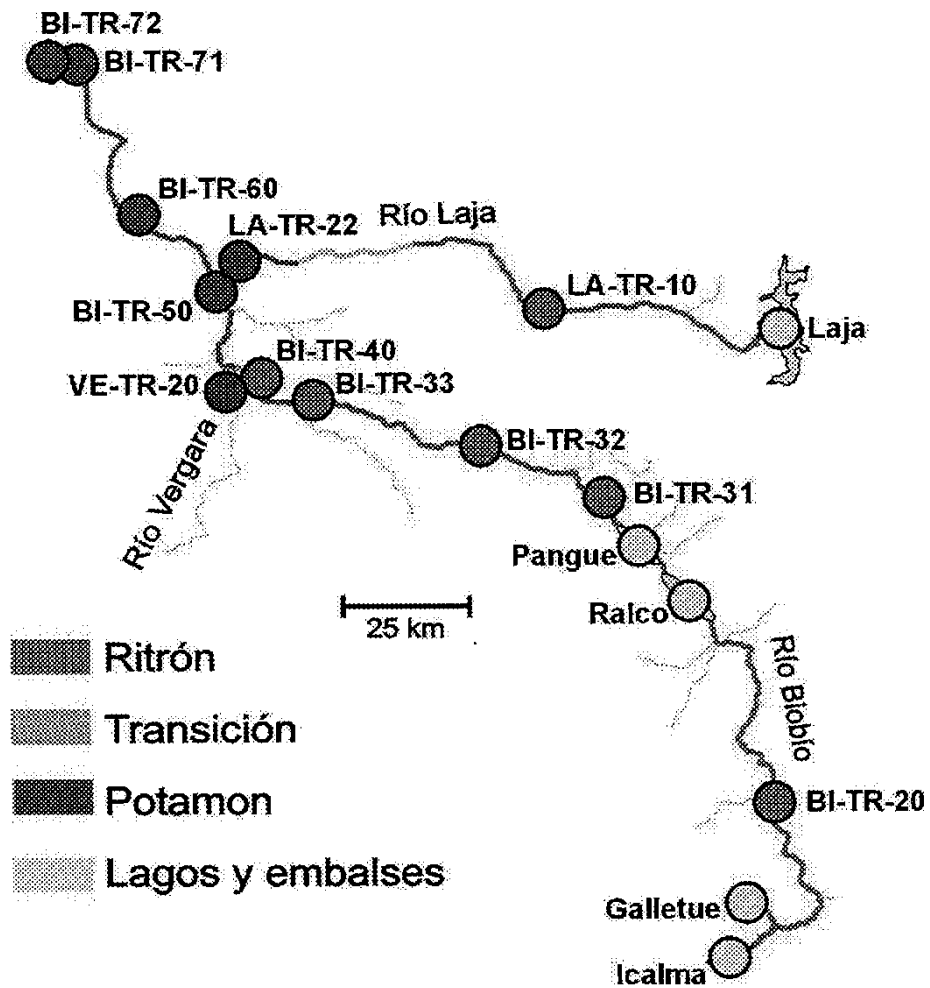 BI-TR-72
BI-TR-71
BI-TR-60
LA-TR-22
Río Laja
LA-TR-10
BI-TR-50
Laja
BI-TR-40
VE-TR-20
BI-TR-33
BI-TR-32
Río Vergara
BI-TR-31
Pangue
Ralco
25 km
Ritrón
Río Biobío
Transición
Potamon
BI-TR-20
Lagos y embalses
Galletue
Icalma